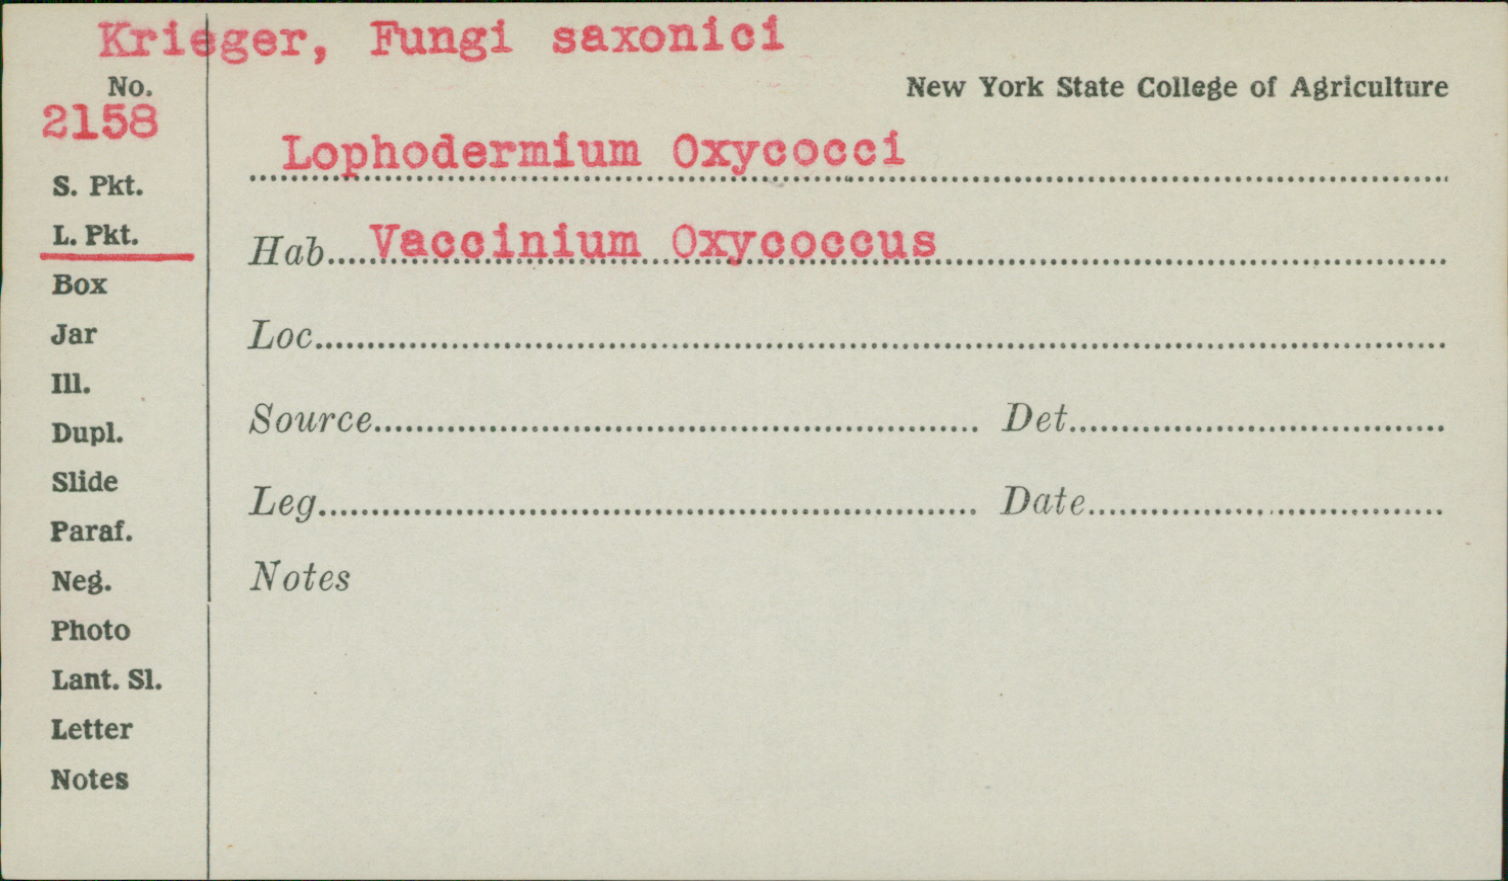 Krieger, Fungi saxonici
No.
New York State College of Agriculture
2158
Lophodermium Oxycocci
S. Pkt.
L. Pkt.
Hab.....Vaccinium Oxycoccus
Box
Jar
Loc.
Ill.
Dupl.
Source
Det.
Slide
Leg.
Date
Paraf.
Neg.
Notes
Photo
Lant. Sl.
Letter
Notes